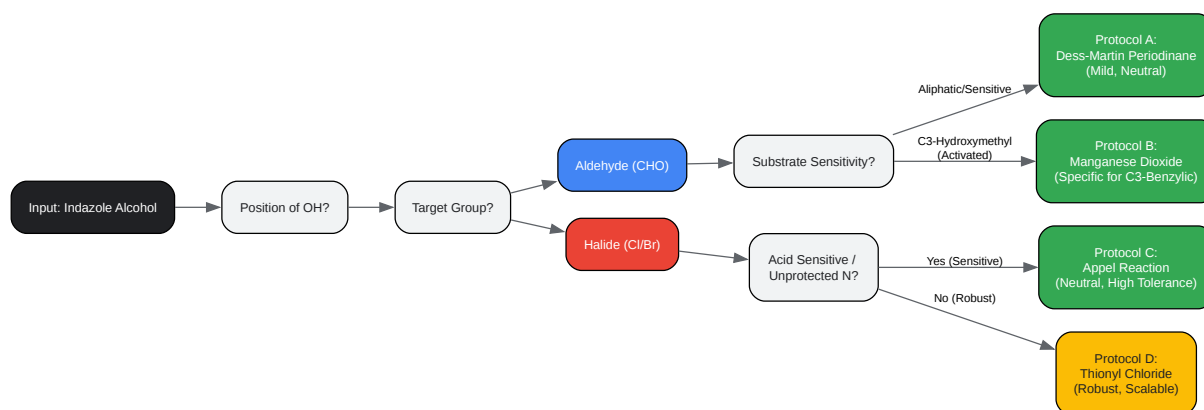 Input: Indazole Alcohol
Position of OH?
Target Group?
Aldehyde (CHO)
Halide (Cl/Br)
Substrate Sensitivity?
Acid Sensitive /
Unprotected N?
Aliphatic/Sensitive
C3-Hydroxymethyl
(Activated)
Yes (Sensitive)
No (Robust)
Protocol A:
Dess-Martin Periodinane
(Mild, Neutral)
Protocol B:
Manganese Dioxide
(Specific for C3-Benzylic)
Protocol C:
Appel Reaction
(Neutral, High Tolerance)
Protocol D:
Thionyl Chloride
(Robust, Scalable)